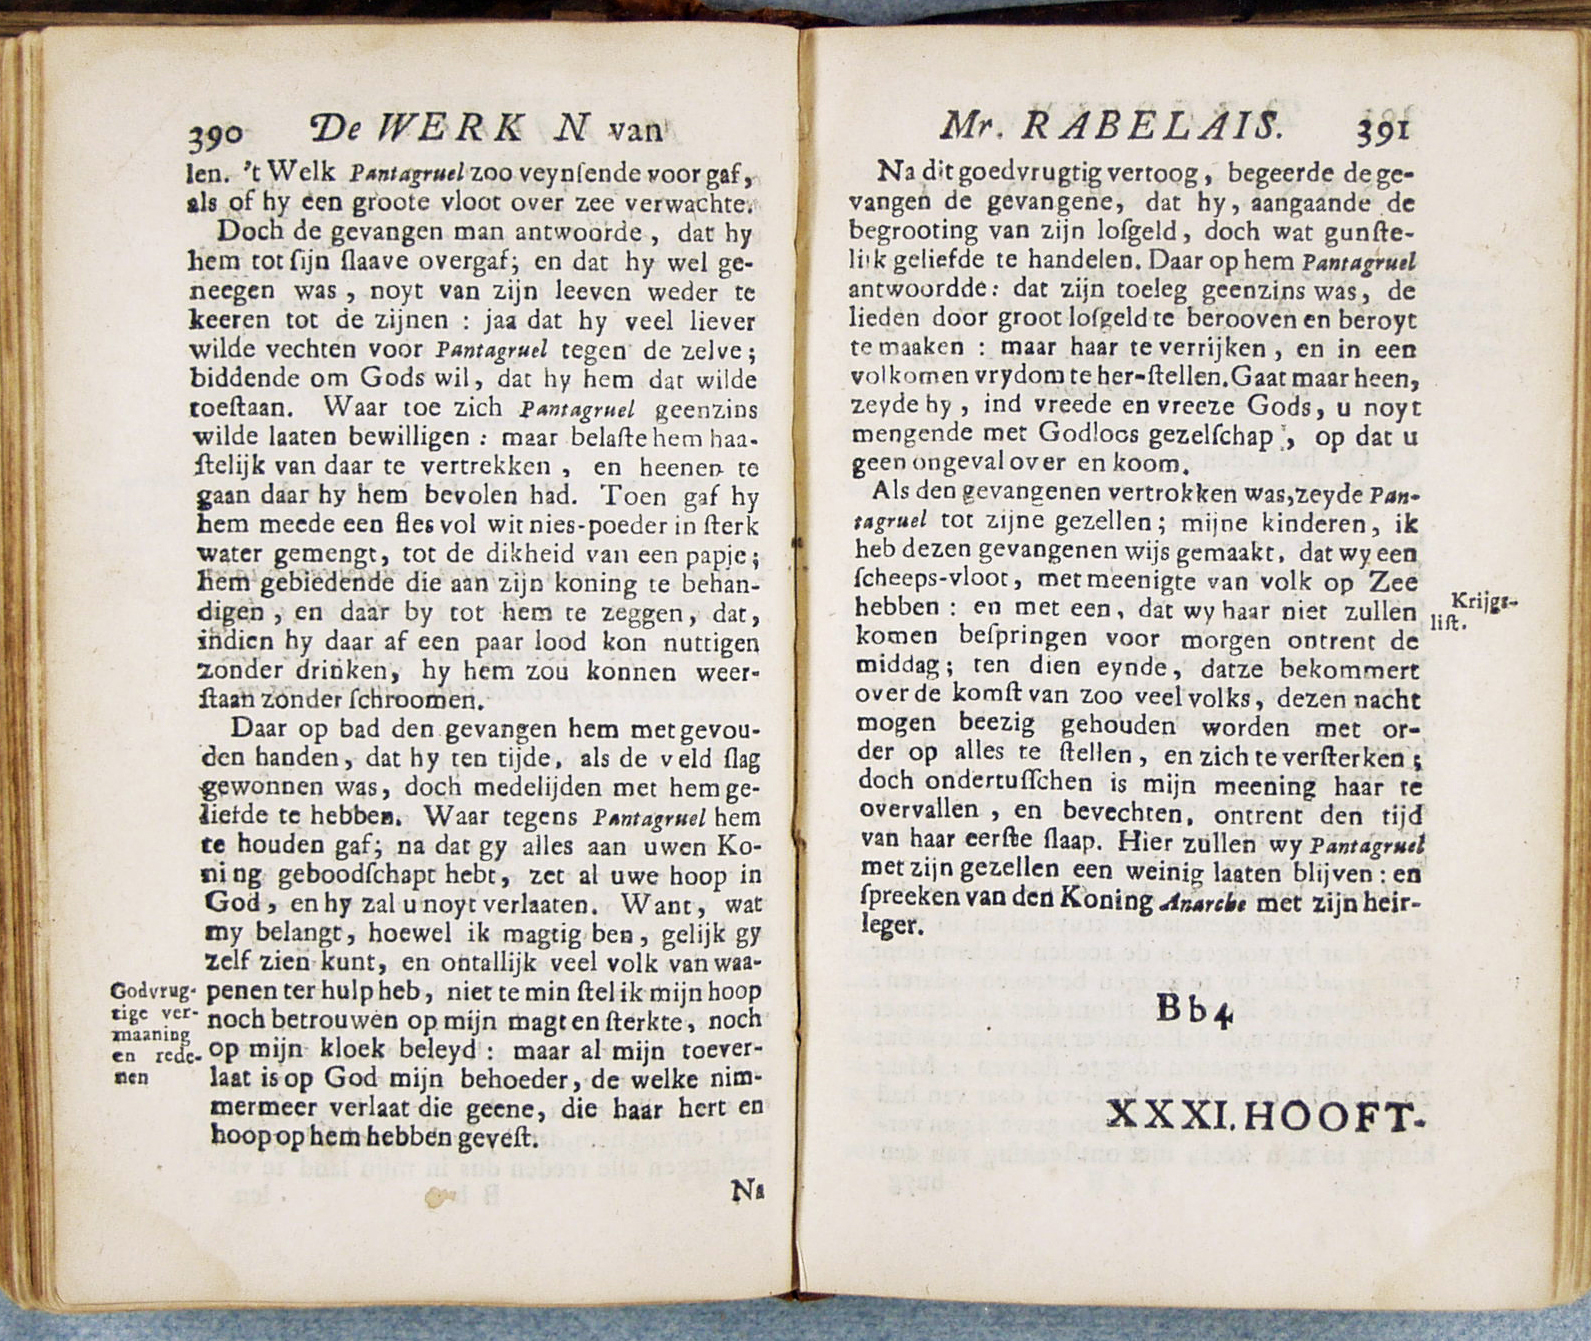 390 De WERKEN van
len. 't Welk Pantagruel zoo veynsende voor gaf,
als of hy een groote vloot over zee verwachte.
Doch de gevangen man antwoorde, dat hy
hem tot sijn slaave overgaf; en dat hy wel ge-
neegen was, noyt van zijn leeven weder te
keeren tot de zijnen : jaa dat hy veel liever
wilde vechten voor Pantagruel tegen de zelve;
biddende om Gods wil, dat hy hem dat wilde
toestaan. Waar toe zich Pantagruel geenzins
wilde laaten bewilligen : maar belaste hem haa-
stelijk van daar te vertrekken, en heenen te
gaan daar hy hem bevolen had. Toen gaf hy
hem meede een fles vol wit nies-poeder in sterk
water gemengt, tot de dikheid van een papje;
hem gebiedende die aan zijn koning te behan-
digen, en daar by tot hem te zeggen, dat,
indien hy daar af een paar lood kon nuttigen
zonder drinken, hy hem zou konnen weer-
staan zonder schroomen.
Daar op bad den gevangen hem met gevou-
den handen, dat hy ten tijde, als de veld slag
gewonnen was, doch medelijden met hem ge-
liefde te hebben. Waar tegens Pantagruel hem
te houden gaf; na dat gy alles aan uwen Ko-
ning geboodschapt hebt, zet al uwe hoop in
God, en hy zal u noyt verlaaten. Want, wat
my belangt, hoewel ik magtig ben, gelijk gy
zelf zien kunt, en ontallijk veel volk van waa-
penen ter hulp heb, niet te min stel ik mijn hoop
noch betrouwen op mijn magt en sterkte, noch
op mijn kloek beleyd : maar al mijn toever-
laat is op God mijn behoeder, de welke nim-
mermeer verlaat die geene, die haar hert en
hoop op hem hebben gevest.
Godvrug-
tige ver-
maaning
en rede-
nen
Na
Mr. RABELAIS. 391
Na dit goedvrugtig vertoog, begeerde de ge-
vangen de gevangene, dat hy, aangaande de
begrooting van zijn losgeld, doch wat gunste-
lijk geliefde te handelen. Daar op hem Pantagruel
antwoordde: dat zijn toeleg geenzins was, de
lieden door groot losgeld te berooven en beroyt
te maaken : maar haar te verrijken, en in een
volkomen vrydom te her-stellen. Gaat maar heen,
zeyde hy, ind vreede en vreeze Gods, u noyt
mengende met Godloos gezelschap, op dat u
geen ongeval over en koom.
Als den gevangenen vertrokken was, zeyde Pan-
tagruel tot zijne gezellen; mijne kinderen, ik
heb dezen gevangenen wijs gemaakt, dat wy een
scheeps-vloot, met meenigte van volk op Zee
hebben : en met een, dat wy haar niet zullen
komen bespringen voor morgen ontrent de
middag; ten dien eynde, datze bekommert
over de komst van zoo veel volks, dezen nacht
mogen beezig gehouden worden met or-
der op alles te stellen, en zich te versterken;
doch ondertusschen is mijn meening haar te
overvallen, en bevechten, ontrent den tijd
van haar eerste slaap. Hier zullen wy Pantagruel
met zijn gezellen een weinig laaten blijven : en
spreeken van den Koning Anarche met zijn heir-
leger.
Krijgs-
list.
Bb4
XXXI. HOOFT-